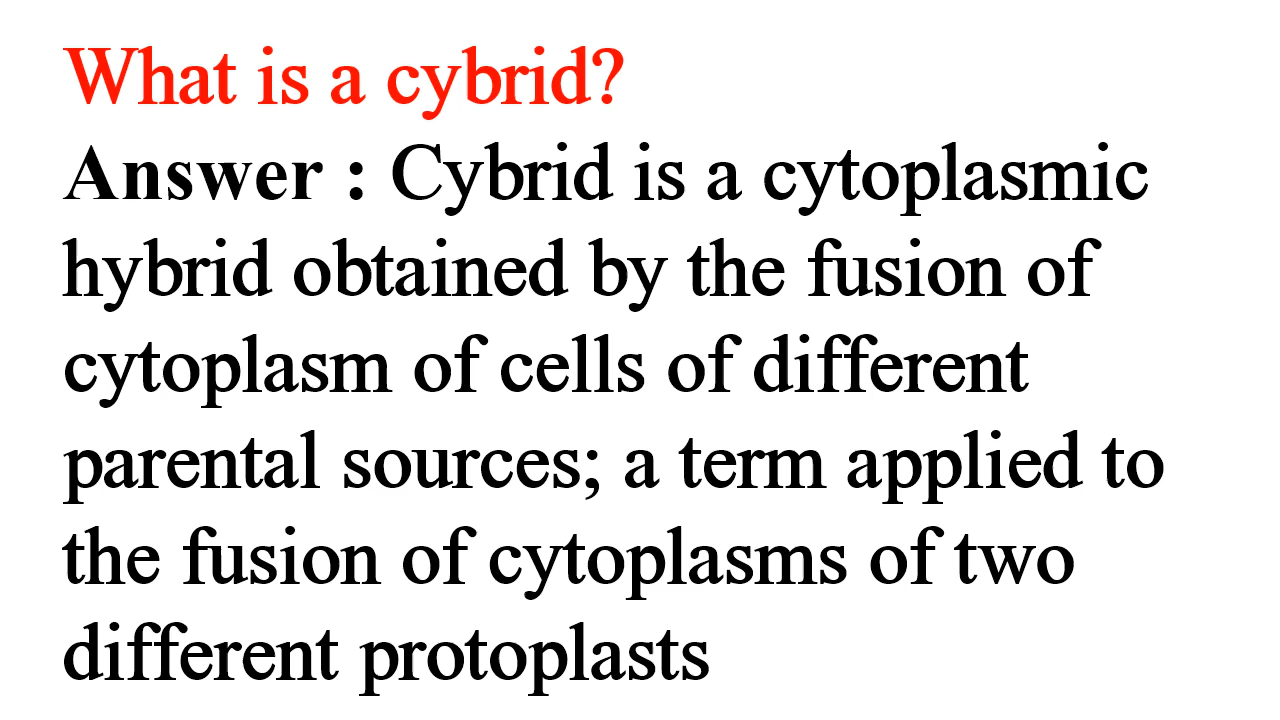 What is a cybrid?
Answer : Cybrid is a cytoplasmic
hybrid obtained by the fusion of
cytoplasm of cells of different
parental sources; a term applied to
the fusion of cytoplasms of two
different protoplasts